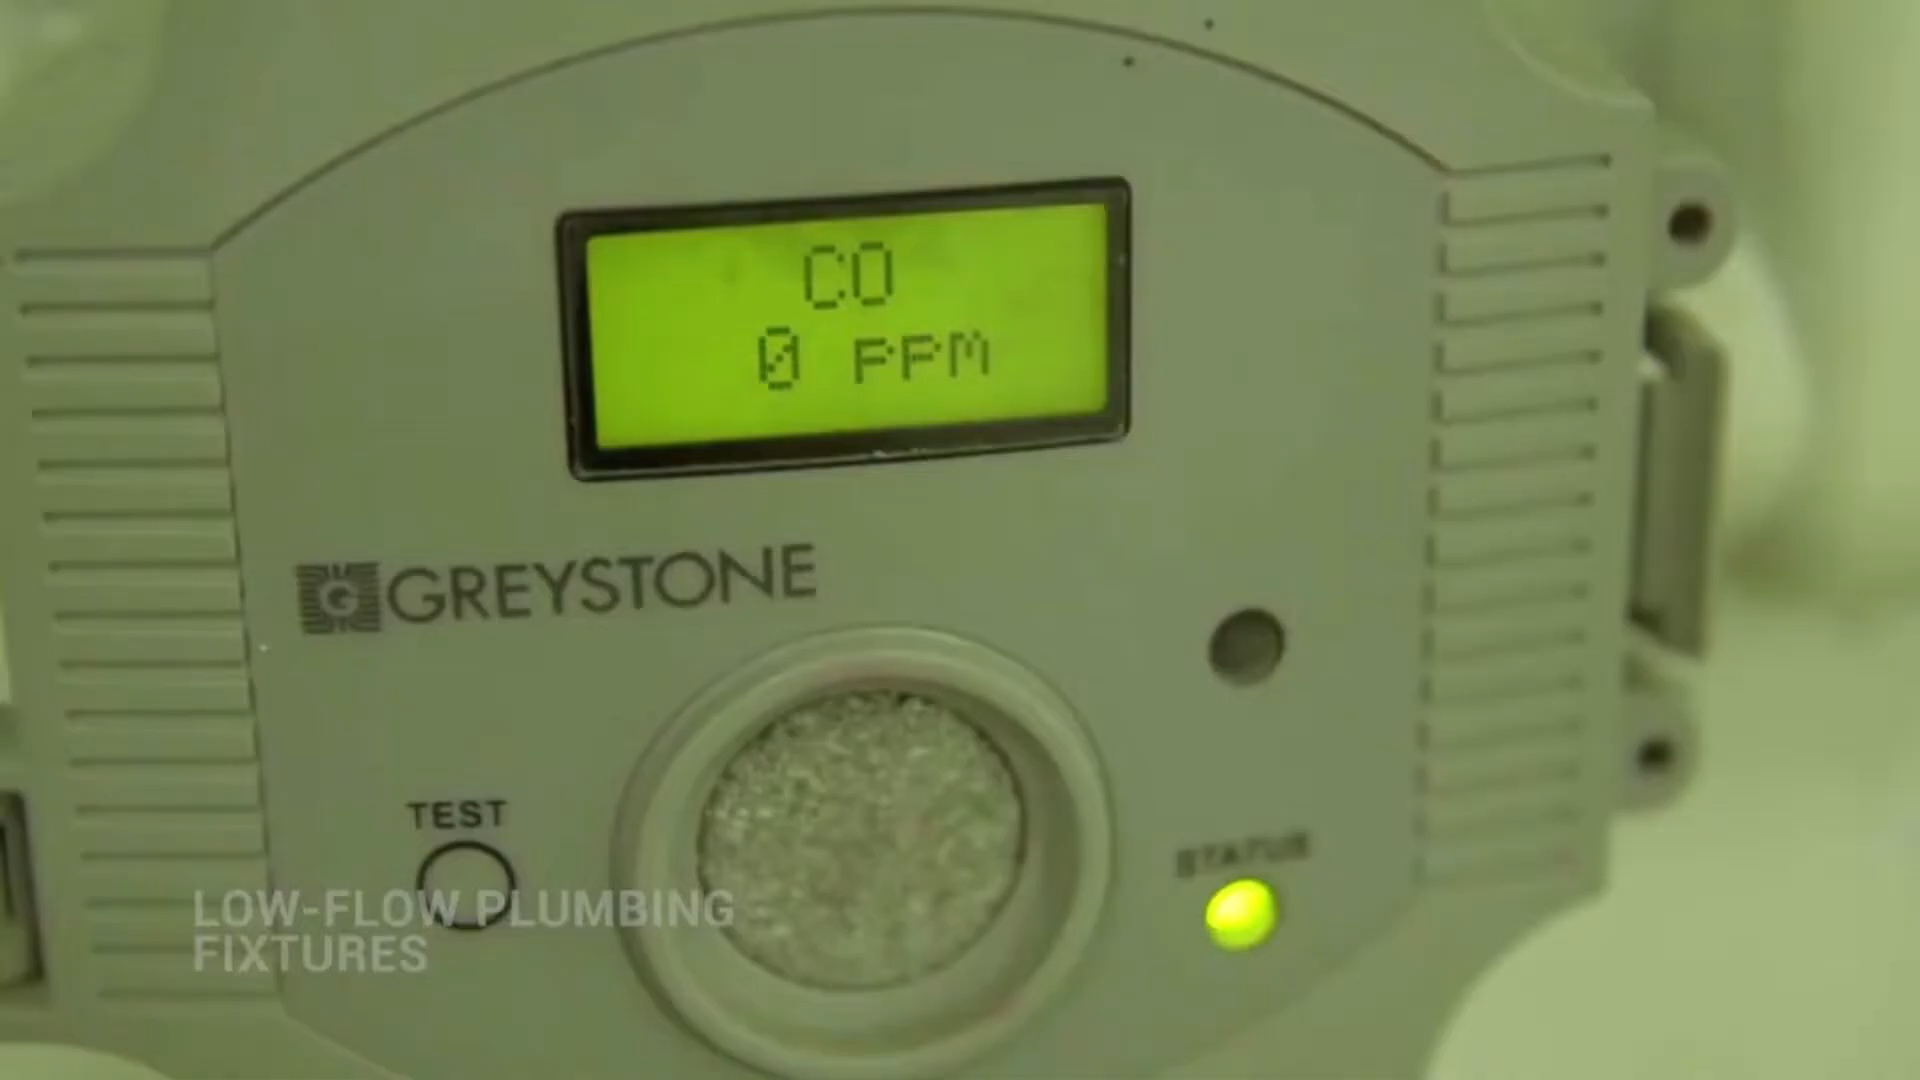 CO
0 PPM
G GREYSTONE
TEST
STATUS
LOW-FLOW PLUMBING
FIXTURES